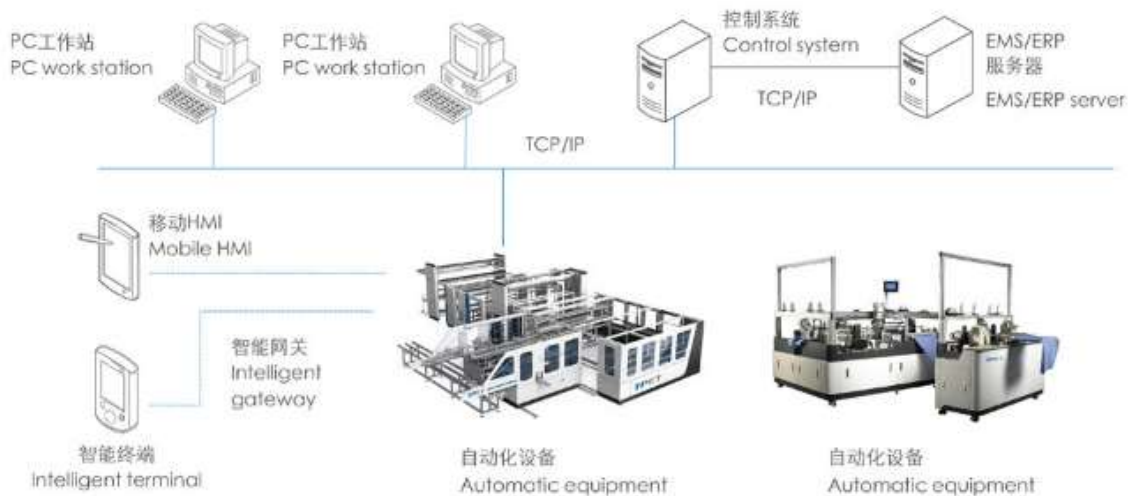 PC工作站
PC work station
PC工作站
PC work station
控制系统
Control system
EMS/ERP
服务器
EMS/ERP server
TCP/IP
TCP/IP
移动HMI
Mobile HMI
智能网关
Intelligent
gateway
智能终端
Intelligent terminal
自动化设备
Automatic equipment
自动化设备
Automatic equipment